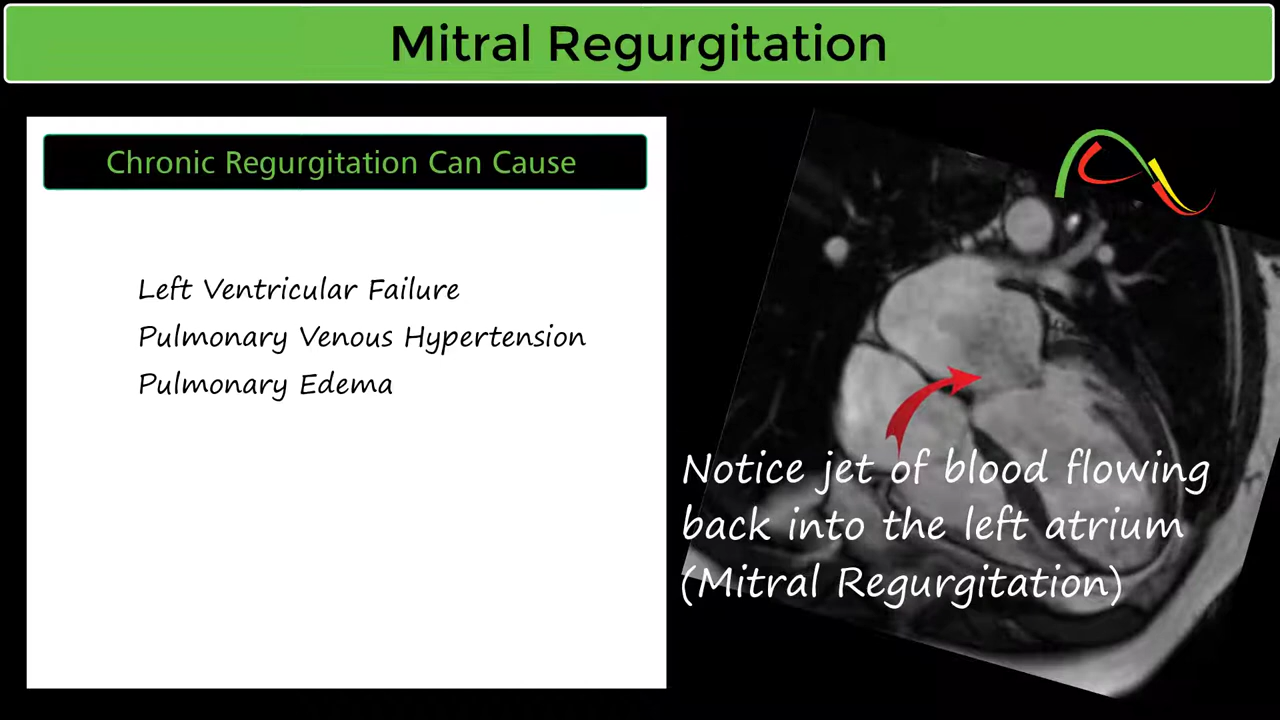 Mitral Regurgitation
Chronic Regurgitation Can Cause
Left Ventricular Failure
Pulmonary Venous Hypertension
Pulmonary Edema
Notice jet of blood flowing
back into the left atrium
(Mitral Regurgitation)